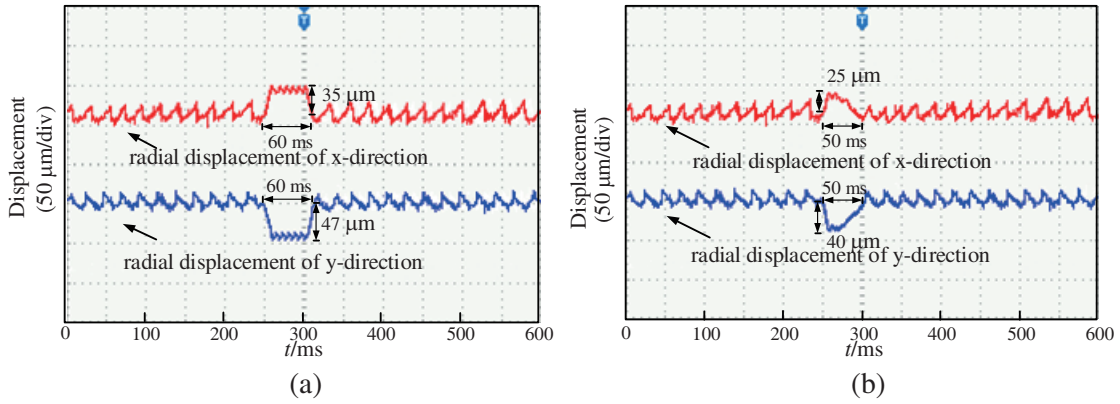 T
Displacement
(50 μm/div)
35 μm
60 ms
radial displacement of x-direction
60 ms
47 μm
radial displacement of y-direction
0
100
200
300
400
500
600
t/ms
(a)
T
Displacement
(50 μm/div)
25 μm
50 ms
radial displacement of x-direction
50 ms
40 μm
radial displacement of y-direction
0
100
200
300
400
500
600
t/ms
(b)